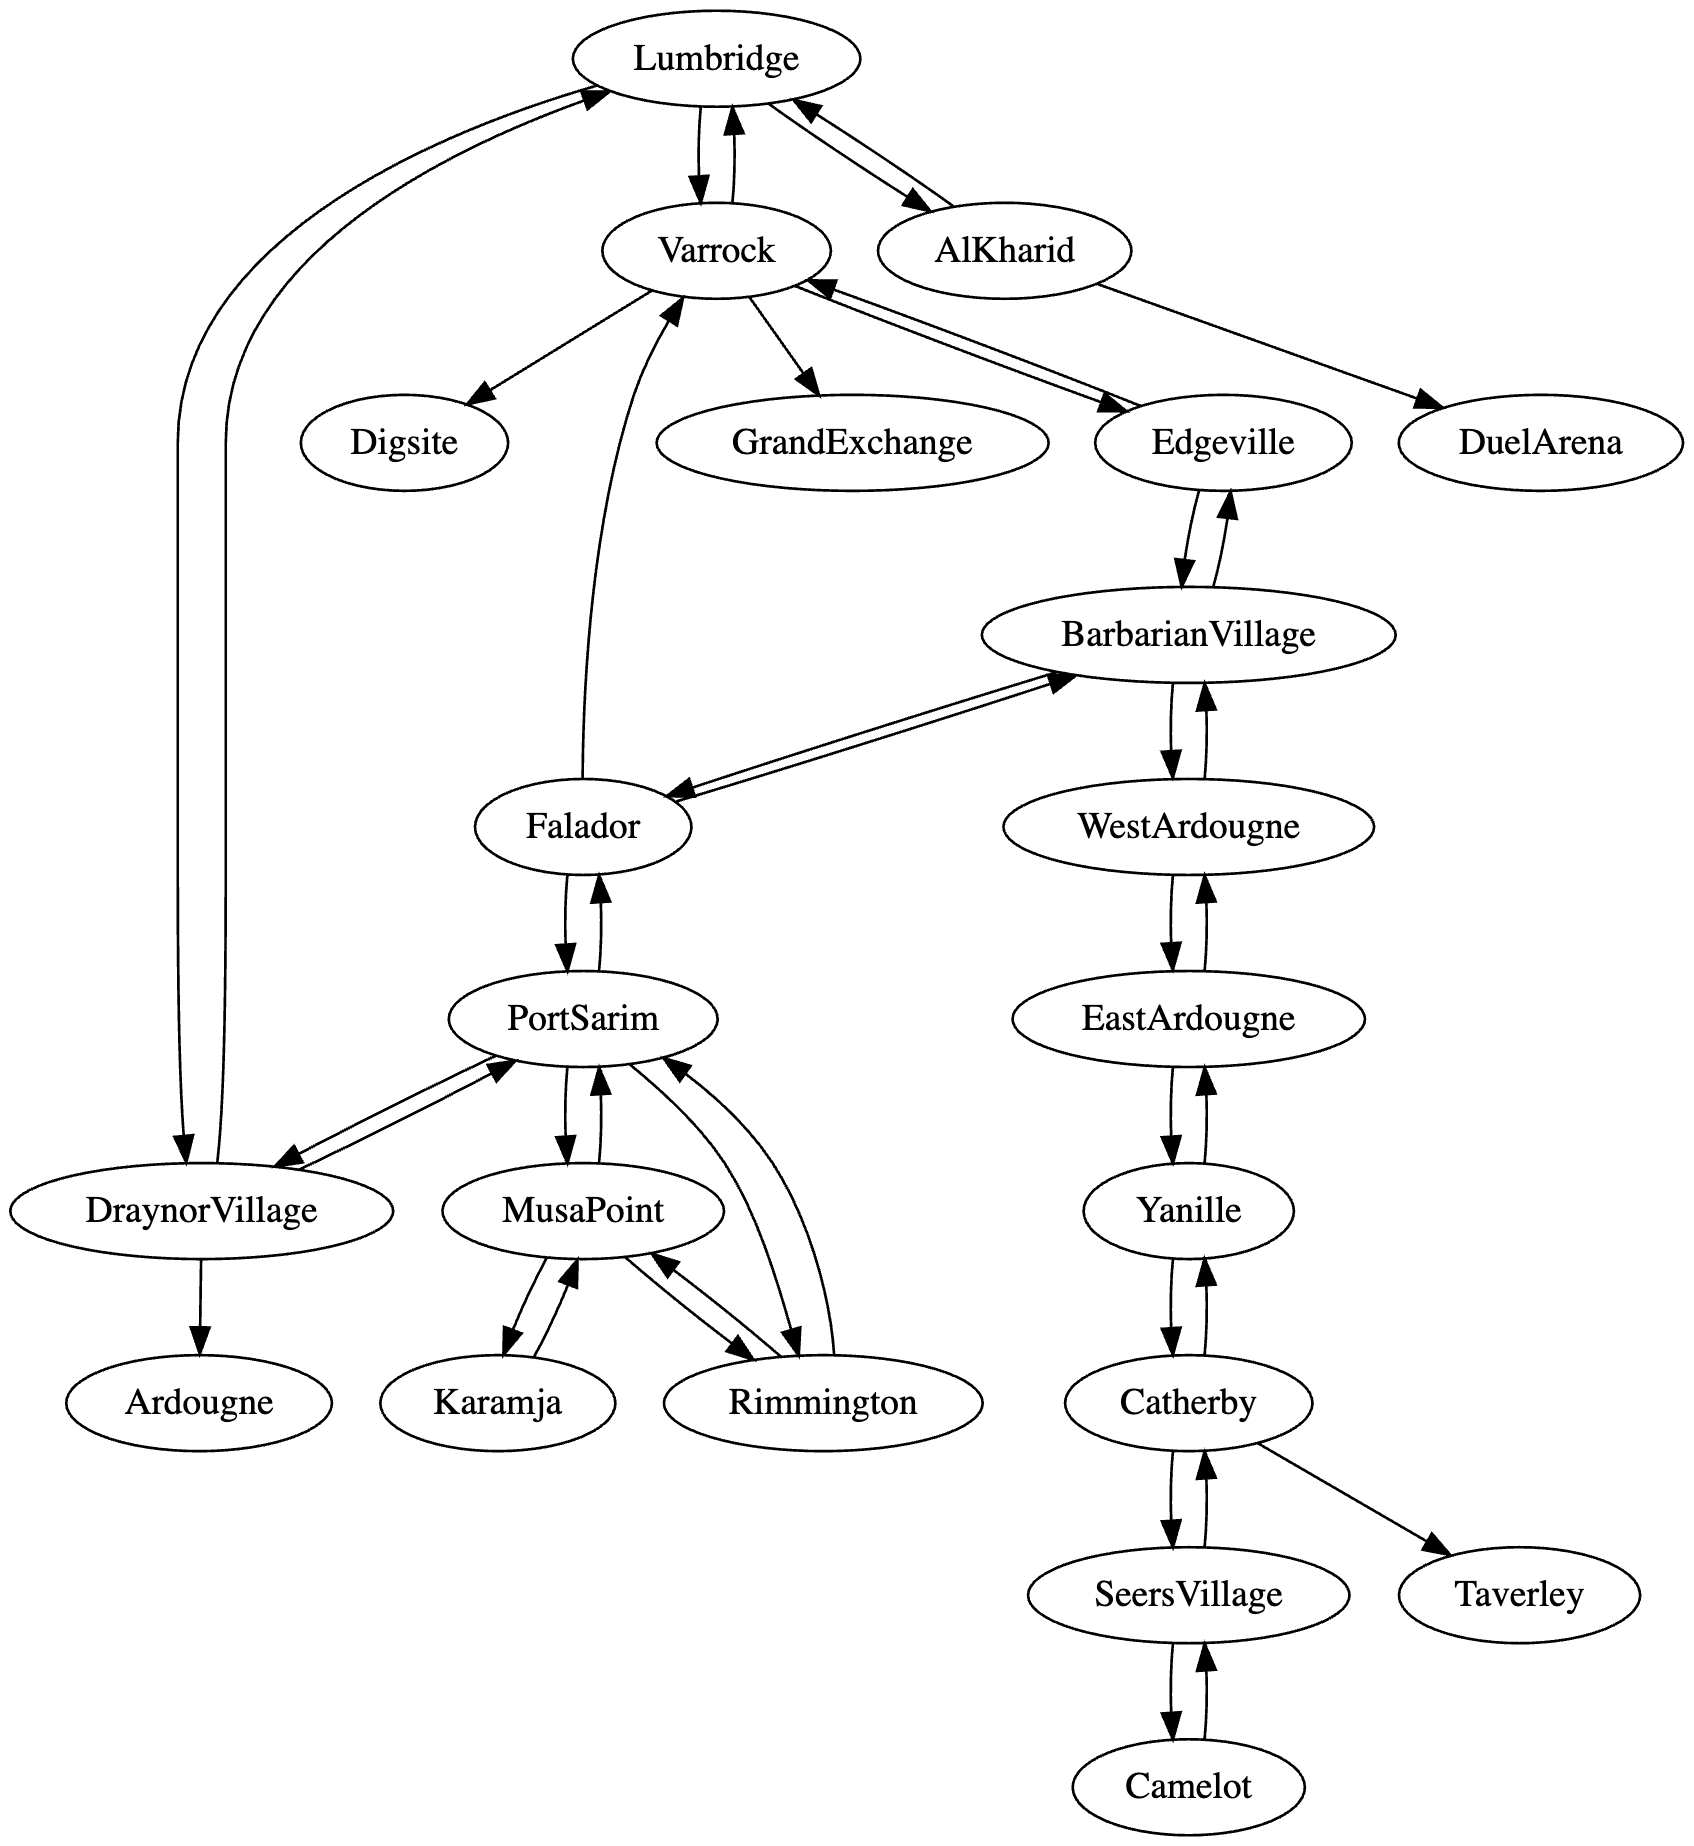 Lumbridge
Varrock
AlKharid
Digsite
GrandExchange
Edgeville
DuelArena
BarbarianVillage
Falador
WestArdougne
PortSarim
EastArdougne
DraynorVillage
MusaPoint
Yanille
Ardougne
Karamja
Rimmington
Catherby
SeersVillage
Taverley
Camelot